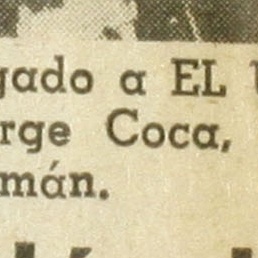 gado a EL
rge Coca,
mán.